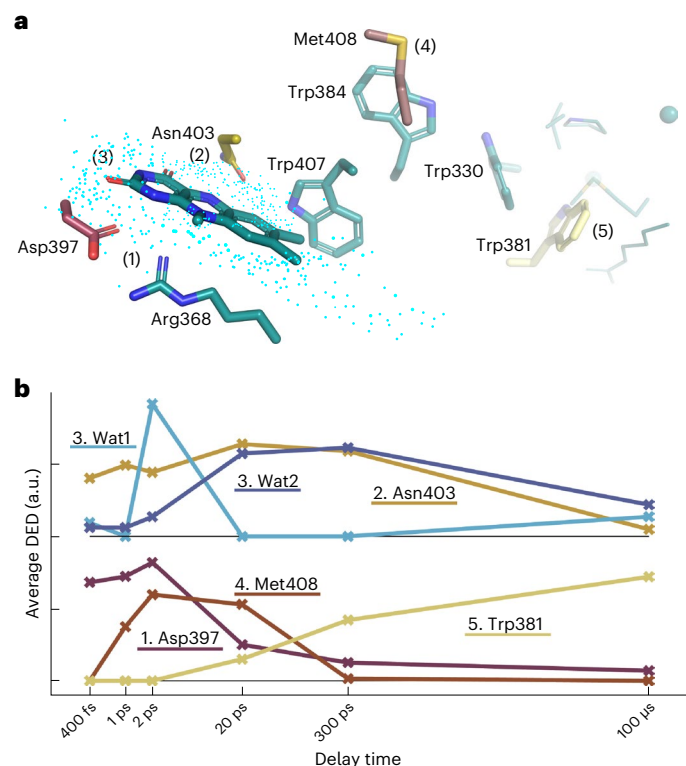 a
Met408
(4)
Trp384
Asn403
(3)
(2)
Trp407
Trp330
Asp397
Trp381
(5)
(1)
Arg368
b
3. Wat1
3. Wat2
2. Asn403
Average DED (a.u.)
4. Met408
5. Trp381
1. Asp397
400 fs
1 ps
2 ps
20 ps
300 ps
100 µs
Delay time